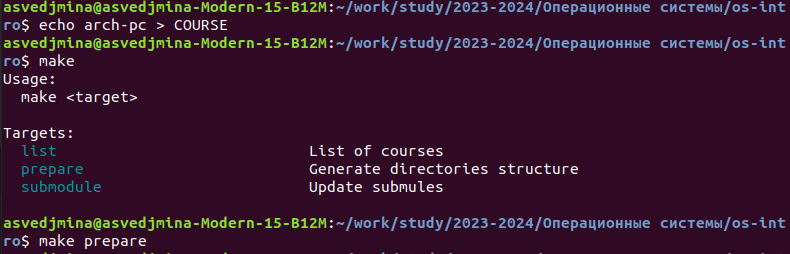 asvedjmina@asvedjmina-Modern-15-B12M:~/work/study/2023-2024/Операционные системы/os-int
ro$ echo arch-pc > COURSE
asvedjmina@asvedjmina-Modern-15-B12M:~/work/study/2023-2024/Операционные системы/os-int
ro$ make
Usage:
  make <target>

Targets:
  list                            List of courses
  prepare                         Generate directories structure
  submodule                       Update submules

asvedjmina@asvedjmina-Modern-15-B12M:~/work/study/2023-2024/Операционные системы/os-int
ro$ make prepare